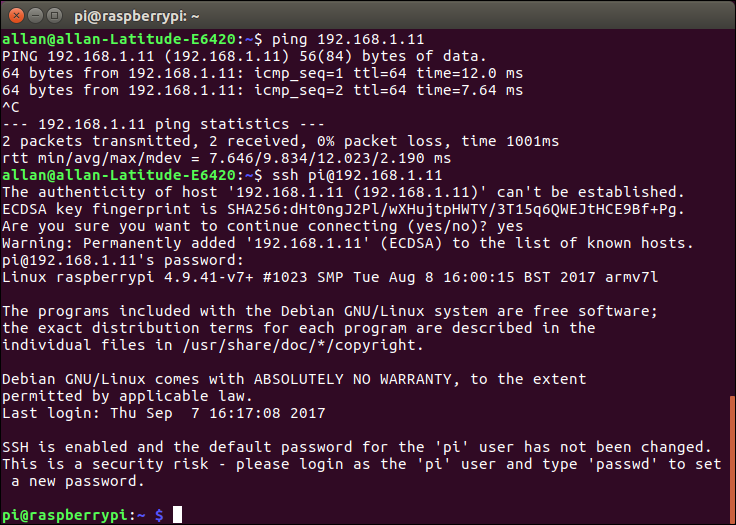 pi@raspberrypi: ~
allan@allan-Latitude-E6420:~$ ping 192.168.1.11
PING 192.168.1.11 (192.168.1.11) 56(84) bytes of data.
64 bytes from 192.168.1.11: icmp_seq=1 ttl=64 time=12.0 ms
64 bytes from 192.168.1.11: icmp_seq=2 ttl=64 time=7.64 ms
^C
--- 192.168.1.11 ping statistics ---
2 packets transmitted, 2 received, 0% packet loss, time 1001ms
rtt min/avg/max/mdev = 7.646/9.834/12.023/2.190 ms
allan@allan-Latitude-E6420:~$ ssh pi@192.168.1.11
The authenticity of host '192.168.1.11 (192.168.1.11)' can't be established.
ECDSA key fingerprint is SHA256:dHt0ngJ2Pl/wXHujtpHWTY/3T15q6QWEJtHCE9Bf+Pg.
Are you sure you want to continue connecting (yes/no)? yes
Warning: Permanently added '192.168.1.11' (ECDSA) to the list of known hosts.
pi@192.168.1.11's password:
Linux raspberrypi 4.9.41-v7+ #1023 SMP Tue Aug 8 16:00:15 BST 2017 armv7l

The programs included with the Debian GNU/Linux system are free software;
the exact distribution terms for each program are described in the
individual files in /usr/share/doc/*/copyright.

Debian GNU/Linux comes with ABSOLUTELY NO WARRANTY, to the extent
permitted by applicable law.
Last login: Thu Sep  7 16:17:08 2017

SSH is enabled and the default password for the 'pi' user has not been changed.
This is a security risk - please login as the 'pi' user and type 'passwd' to set
 a new password.

pi@raspberrypi:~ $